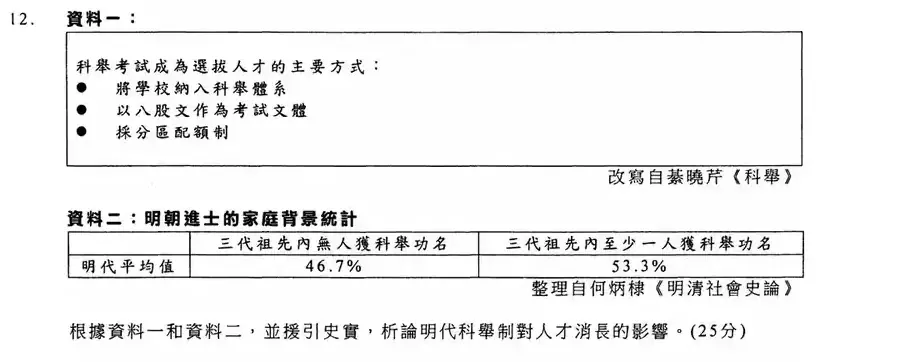 12. 資料一：
科舉考試成為選拔人才的主要方式：
● 將學校納入科舉體系
● 以八股文作為考試文體
● 採分區配額制
改寫自綦曉芹《科舉》
資料二：明朝進士的家庭背景統計
三代祖先內無人獲科舉功名 三代祖先內至少一人獲科舉功名
明代平均值 46.7% 53.3%
整理自何炳棣《明清社會史論》
根據資料一和資料二，並援引史實，析論明代科舉制對人才消長的影響。(25分)